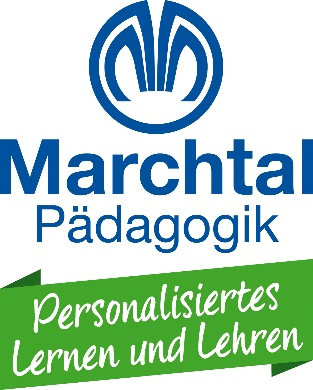 Marchtal
Pädagogik
Personalisiertes
Lernen und Lehren